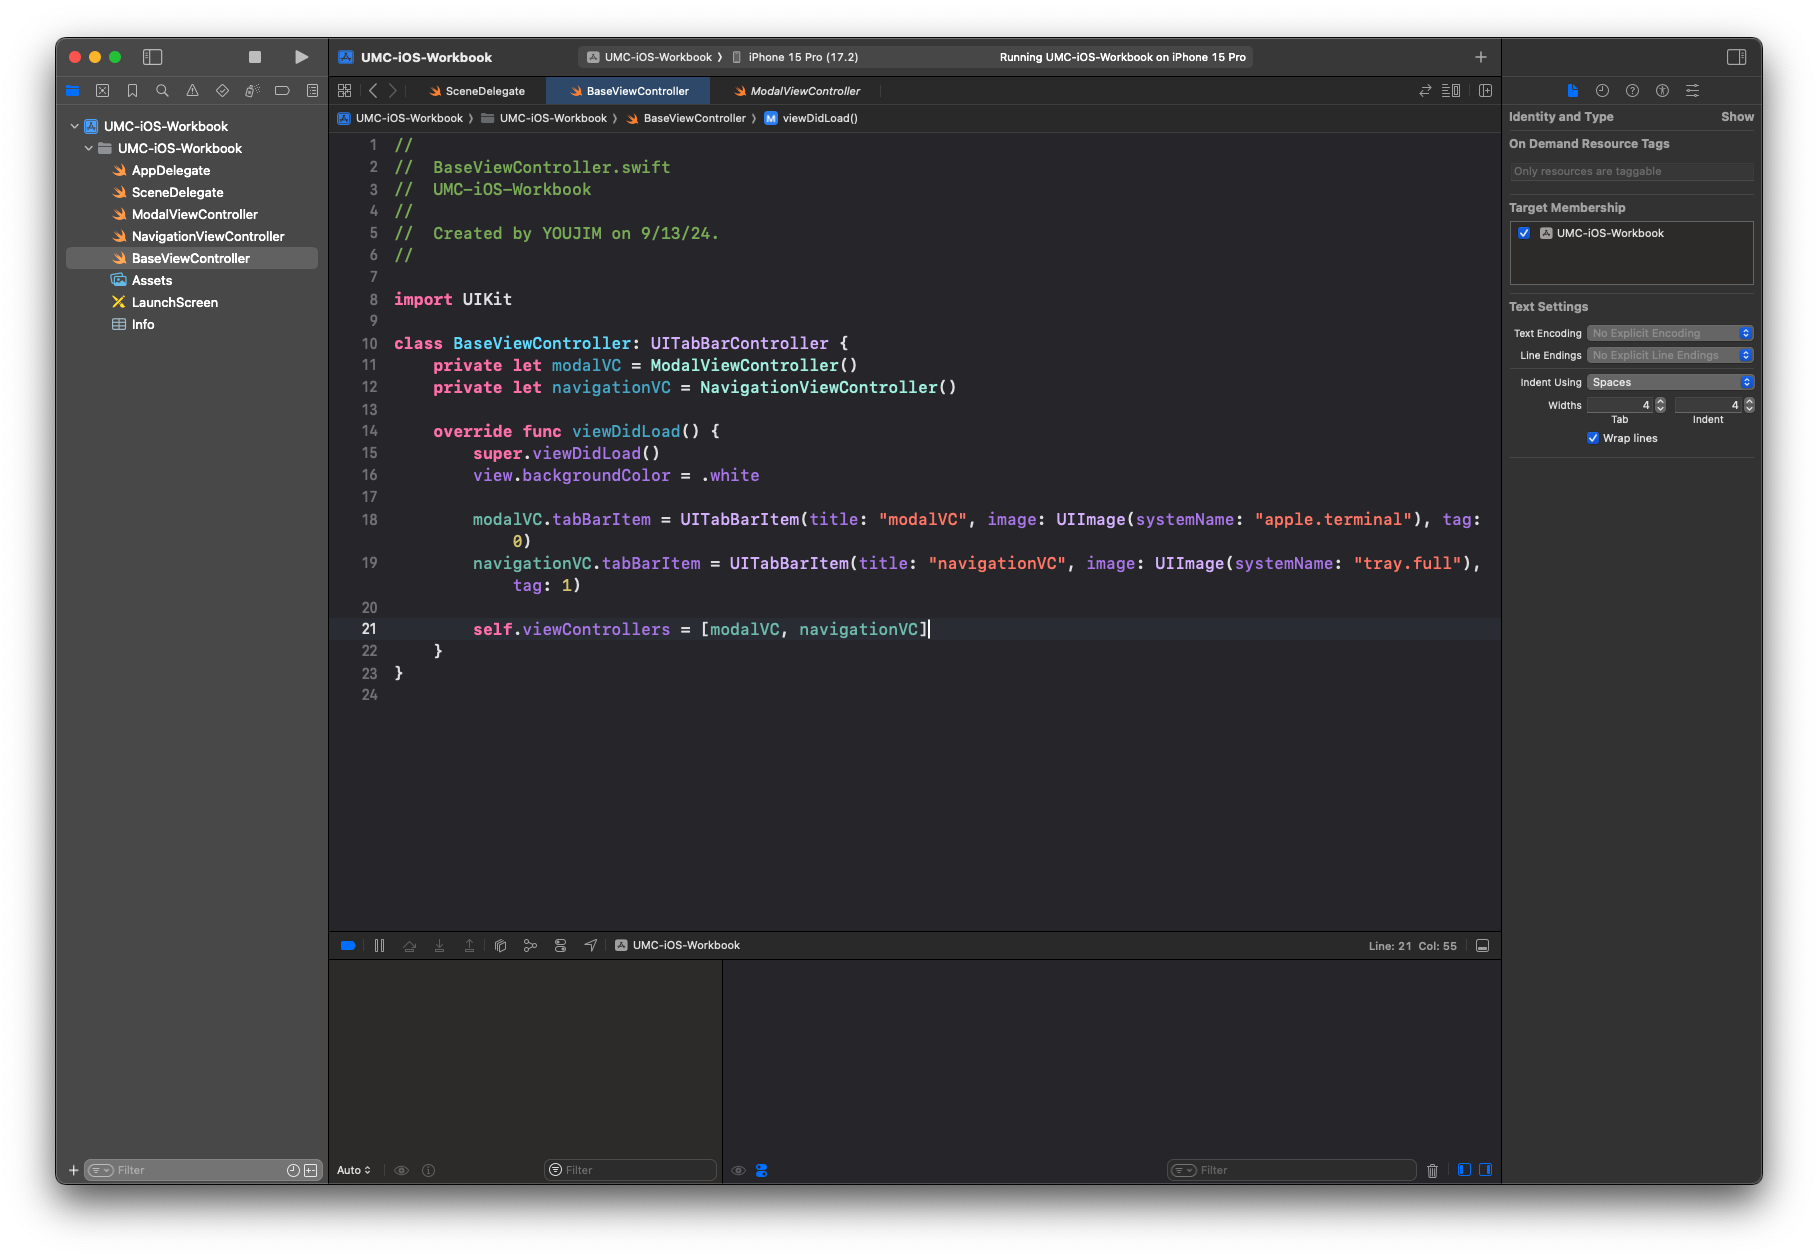 UMC-iOS-Workbook
UMC-iOS-Workbook 〉 iPhone 15 Pro (17.2)
Running UMC-iOS-Workbook on iPhone 15 Pro
SceneDelegate
BaseViewController
ModalViewController
UMC-iOS-Workbook 〉 UMC-iOS-Workbook 〉 BaseViewController 〉 M viewDidLoad()
UMC-iOS-Workbook
UMC-iOS-Workbook
AppDelegate
SceneDelegate
ModalViewController
NavigationViewController
BaseViewController
Assets
LaunchScreen
Info
Filter
1 //
2 //  BaseViewController.swift
3 //  UMC-iOS-Workbook
4 //
5 //  Created by YOUJIM on 9/13/24.
6 //
7
8 import UIKit
9
10 class BaseViewController: UITabBarController {
11     private let modalVC = ModalViewController()
12     private let navigationVC = NavigationViewController()
13
14     override func viewDidLoad() {
15         super.viewDidLoad()
16         view.backgroundColor = .white
17
18         modalVC.tabBarItem = UITabBarItem(title: "modalVC", image: UIImage(systemName: "apple.terminal"), tag:
0)
19         navigationVC.tabBarItem = UITabBarItem(title: "navigationVC", image: UIImage(systemName: "tray.full"),
tag: 1)
20
21         self.viewControllers = [modalVC, navigationVC]
22     }
23 }
24
UMC-iOS-Workbook
Line: 21 Col: 55
Auto
Filter
Filter
Identity and Type
Show
On Demand Resource Tags
Only resources are taggable
Target Membership
UMC-iOS-Workbook
Text Settings
Text Encoding No Explicit Encoding
Line Endings No Explicit Line Endings
Indent Using Spaces
Widths 4 4
Tab Indent
Wrap lines